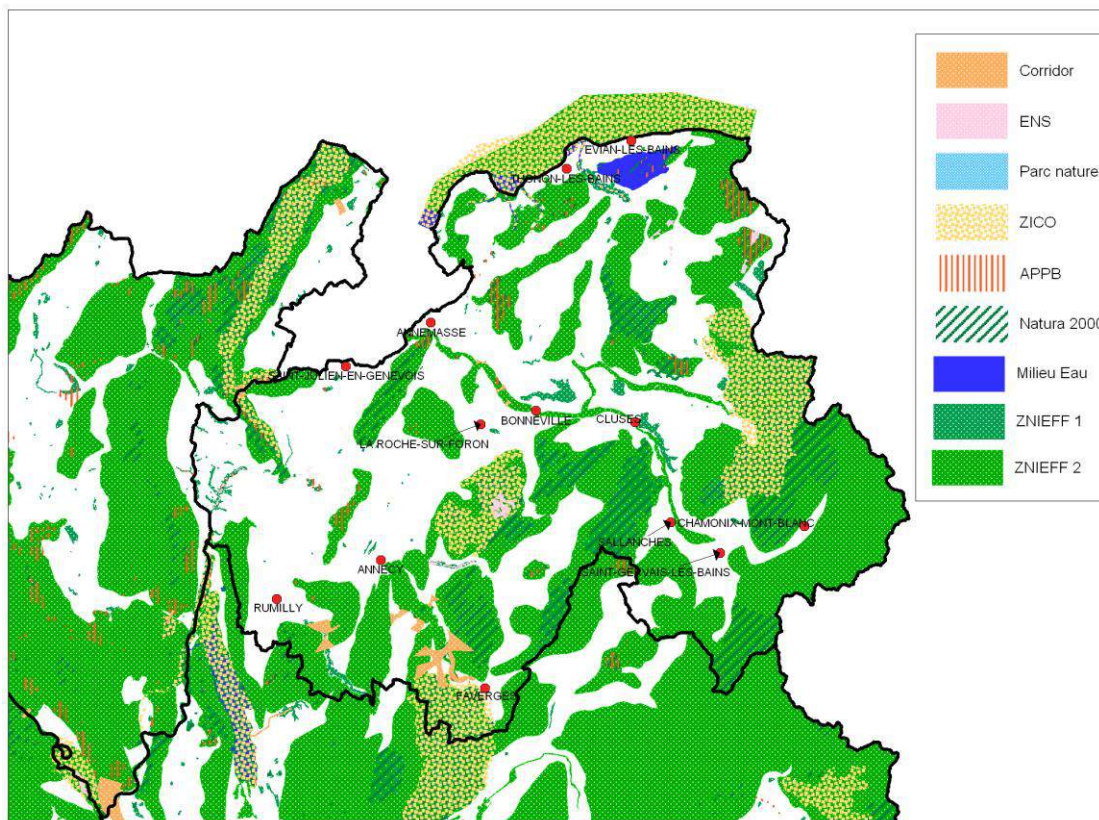 Corridor
ENS
Parc nature
ZICO
APPB
Natura 2000
Milieu Eau
ZNIEFF 1
ZNIEFF 2
EVIAN-LES-BAINS
THONON-LES-BAINS
ANNEMASSE
SAINT-JULIEN-EN-GENEVOIS
BONNEVILLE
CLUSES
LA ROCHE-SUR-FORON
CHAMONIX-MONT-BLANC
SALLANCHES
ANNECY
SAINT-GERVAIS-LES-BAINS
RUMILLY
FAVERGES